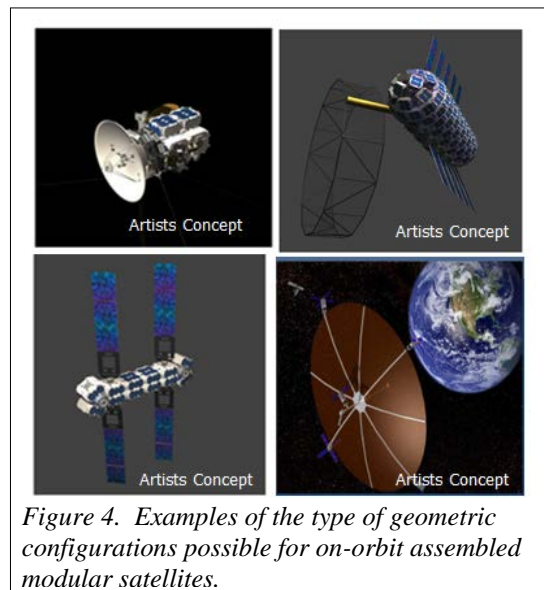 Artists Concept
Artists Concept
Artists Concept
Artists Concept
Figure 4. Examples of the type of geometric
configurations possible for on-orbit assembled
modular satellites.